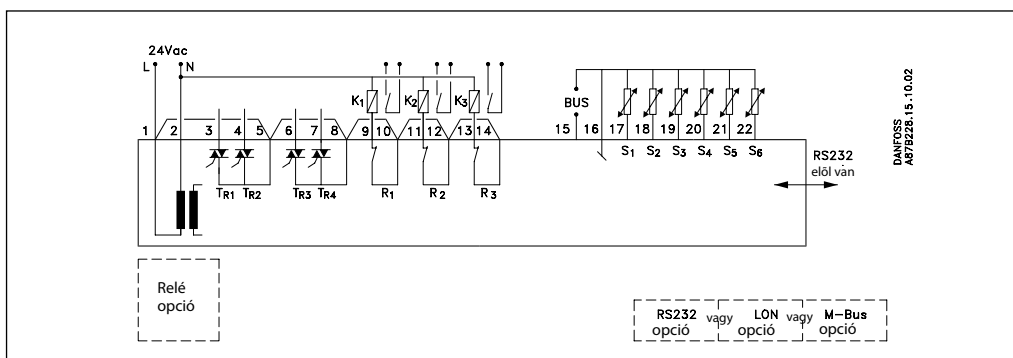 24Vac
L N
K1 K2 K3
BUS
1 2 3 4 5 6 7 8 9 10 11 12 13 14 15 16 17 18 19 20 21 22
S1 S2 S3 S4 S5 S6
TR1 TR2 TR3 TR4 R1 R2 R3
RS232
elöl van
DANFOSS
A87B228.15.10.02
Relé
opció
RS232 vagy LON vagy M-Bus
opció opció opció